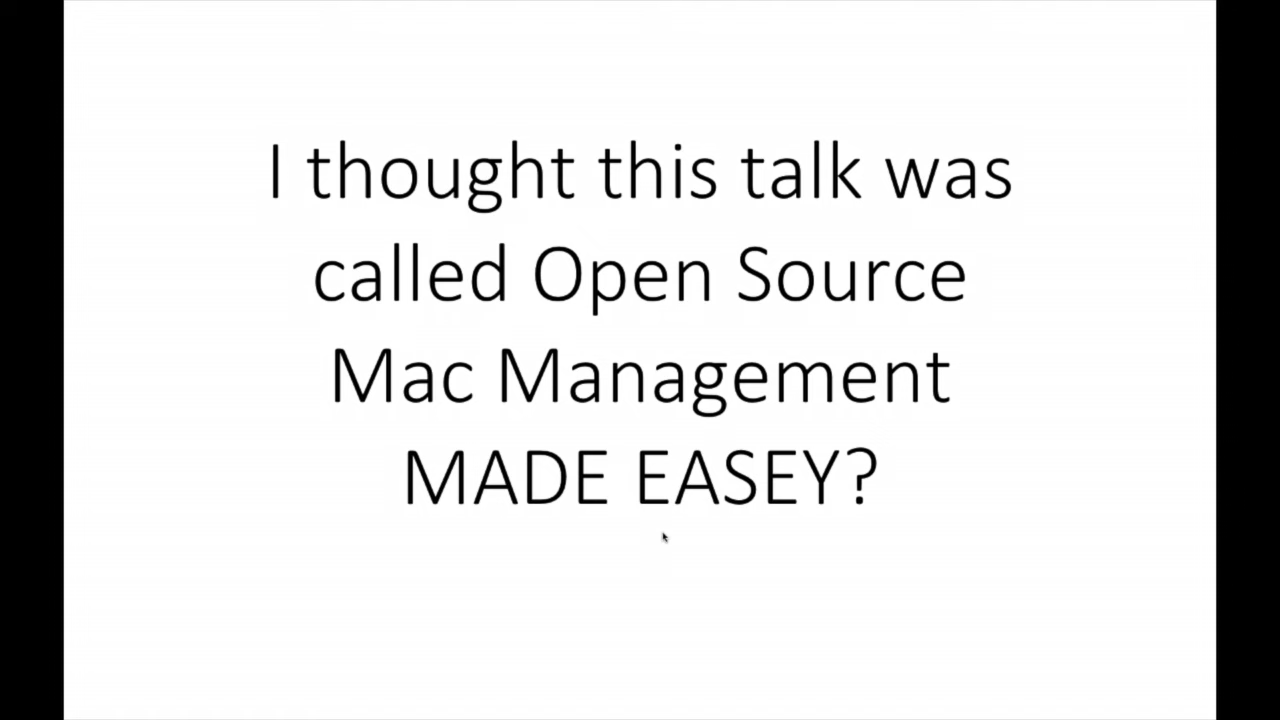 I thought this talk was
called Open Source
Mac Management
MADE EASEY?